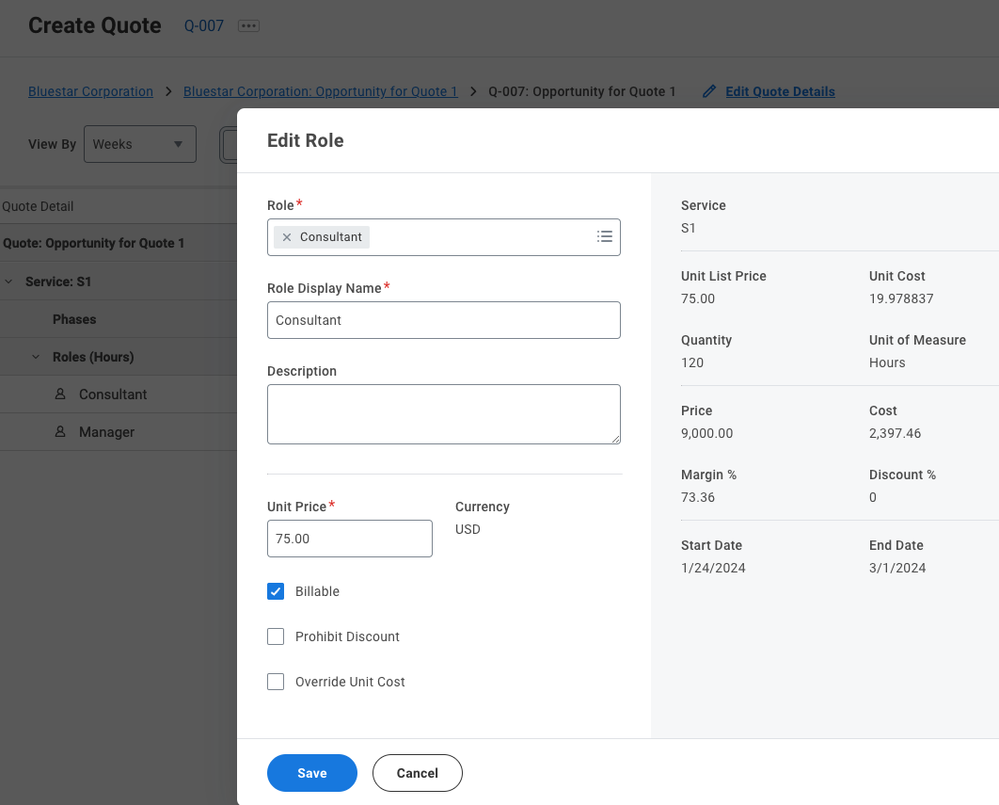 Create Quote Q-007
Bluestar Corporation > Bluestar Corporation: Opportunity for Quote 1 > Q-007: Opportunity for Quote 1 Edit Quote Details
View By Weeks
Quote Detail
Quote: Opportunity for Quote 1
Service: S1
Phases
Roles (Hours)
Consultant
Manager
Edit Role
Role*
Consultant
Role Display Name*
Consultant
Description
Unit Price* Currency
75.00 USD
Billable
Prohibit Discount
Override Unit Cost
Service
S1
Unit List Price Unit Cost
75.00 19.978837
Quantity Unit of Measure
120 Hours
Price Cost
9,000.00 2,397.46
Margin % Discount %
73.36 0
Start Date End Date
1/24/2024 3/1/2024
Save Cancel